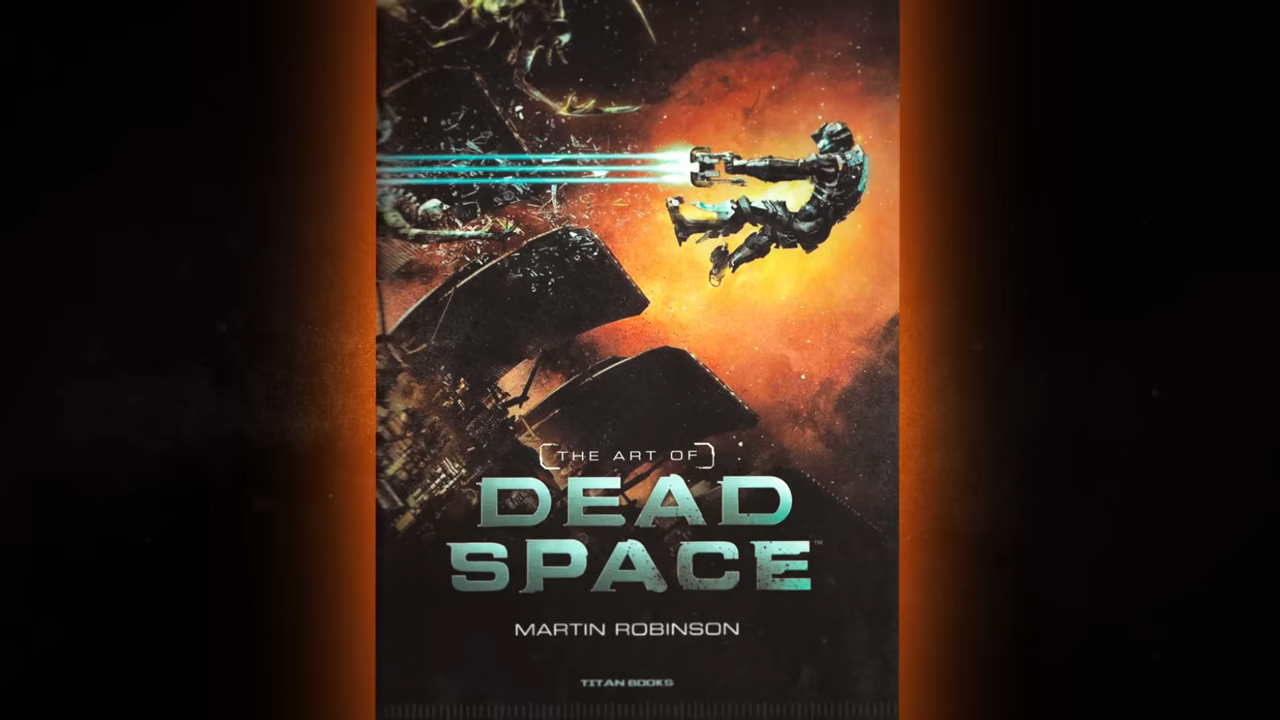 THE ART OF
DEAD
SPACE™
MARTIN ROBINSON
TITAN BOOKS